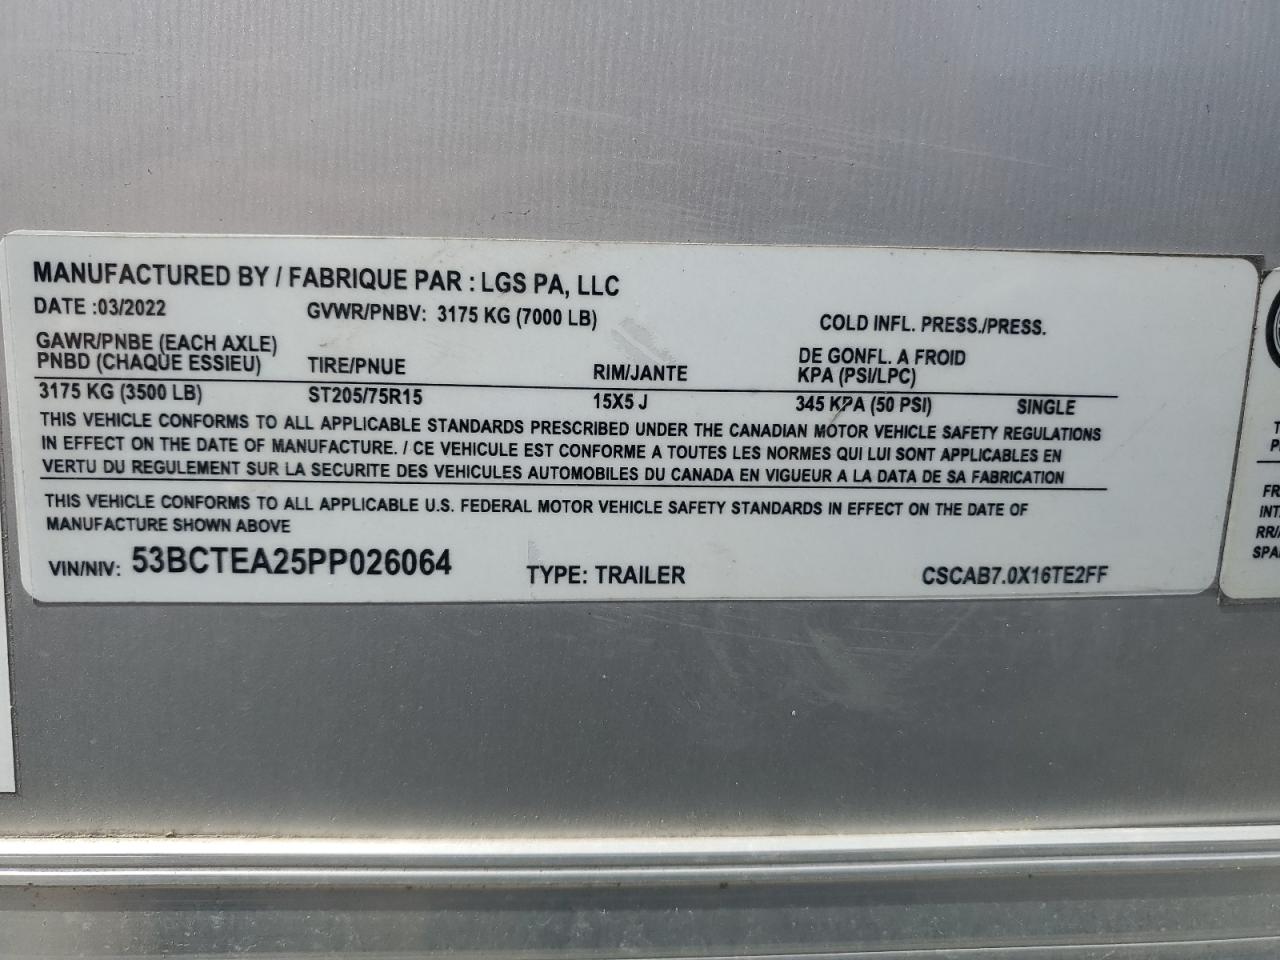 MANUFACTURED BY / FABRIQUE PAR : LGS PA, LLC
DATE :03/2022 GVWR/PNBV: 3175 KG (7000 LB)
COLD INFL. PRESS./PRESS.
GAWR/PNBE (EACH AXLE)
PNBD (CHAQUE ESSIEU) TIRE/PNUE RIM/JANTE
DE GONFL. A FROID
KPA (PSI/LPC)
3175 KG (3500 LB) ST205/75R15 15X5 J 345 KPA (50 PSI) SINGLE
THIS VEHICLE CONFORMS TO ALL APPLICABLE STANDARDS PRESCRIBED UNDER THE CANADIAN MOTOR VEHICLE SAFETY REGULATIONS
IN EFFECT ON THE DATE OF MANUFACTURE. / CE VEHICULE EST CONFORME A TOUTES LES NORMES QUI LUI SONT APPLICABLES EN
VERTU DU REGULEMENT SUR LA SECURITE DES VEHICULES AUTOMOBILES DU CANADA EN VIGUEUR A LA DATA DE SA FABRICATION
THIS VEHICLE CONFORMS TO ALL APPLICABLE U.S. FEDERAL MOTOR VEHICLE SAFETY STANDARDS IN EFFECT ON THE DATE OF
MANUFACTURE SHOWN ABOVE
VIN/NIV: 53BCTEA25PP026064 TYPE: TRAILER CSCAB7.0X16TE2FF